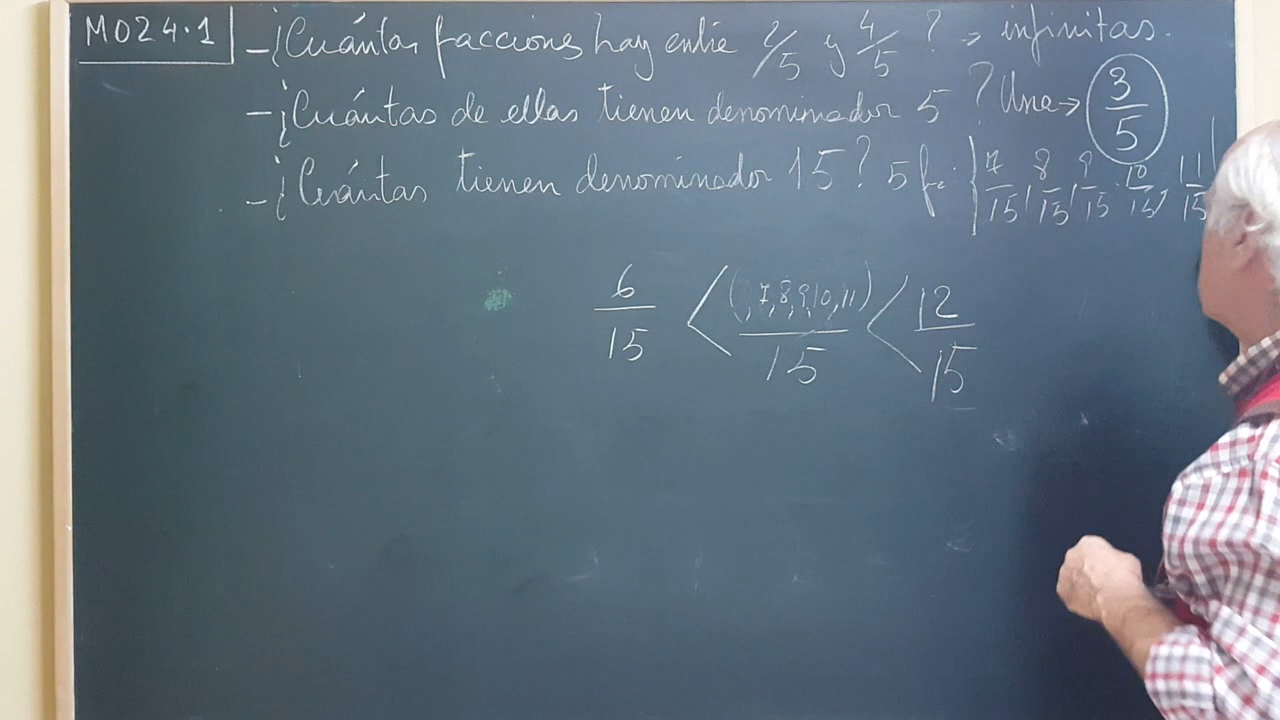 M024.1
-¿Cuántas facciones hay entre 2/5 y 4/5 ? => infinitas.
-¿Cuántas de ellas tienen denominador 5 ? Una → 3/5
-¿Cuántas tienen denominador 15? 5 fr. { 7/15, 8/15, 9/15, 10/15, 11/15
6/15 < (7,8,9,10,11)/15 < 12/15